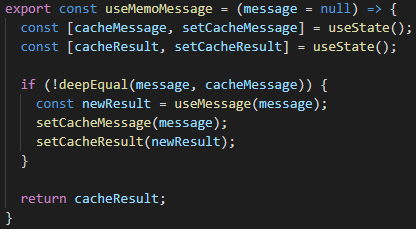 export const useMemoMessage = (message = null) => {
  const [cacheMessage, setCacheMessage] = useState();
  const [cacheResult, setCacheResult] = useState();

  if (!deepEqual(message, cacheMessage)) {
    const newResult = useMessage(message);
    setCacheMessage(message);
    setCacheResult(newResult);
  }

  return cacheResult;
}